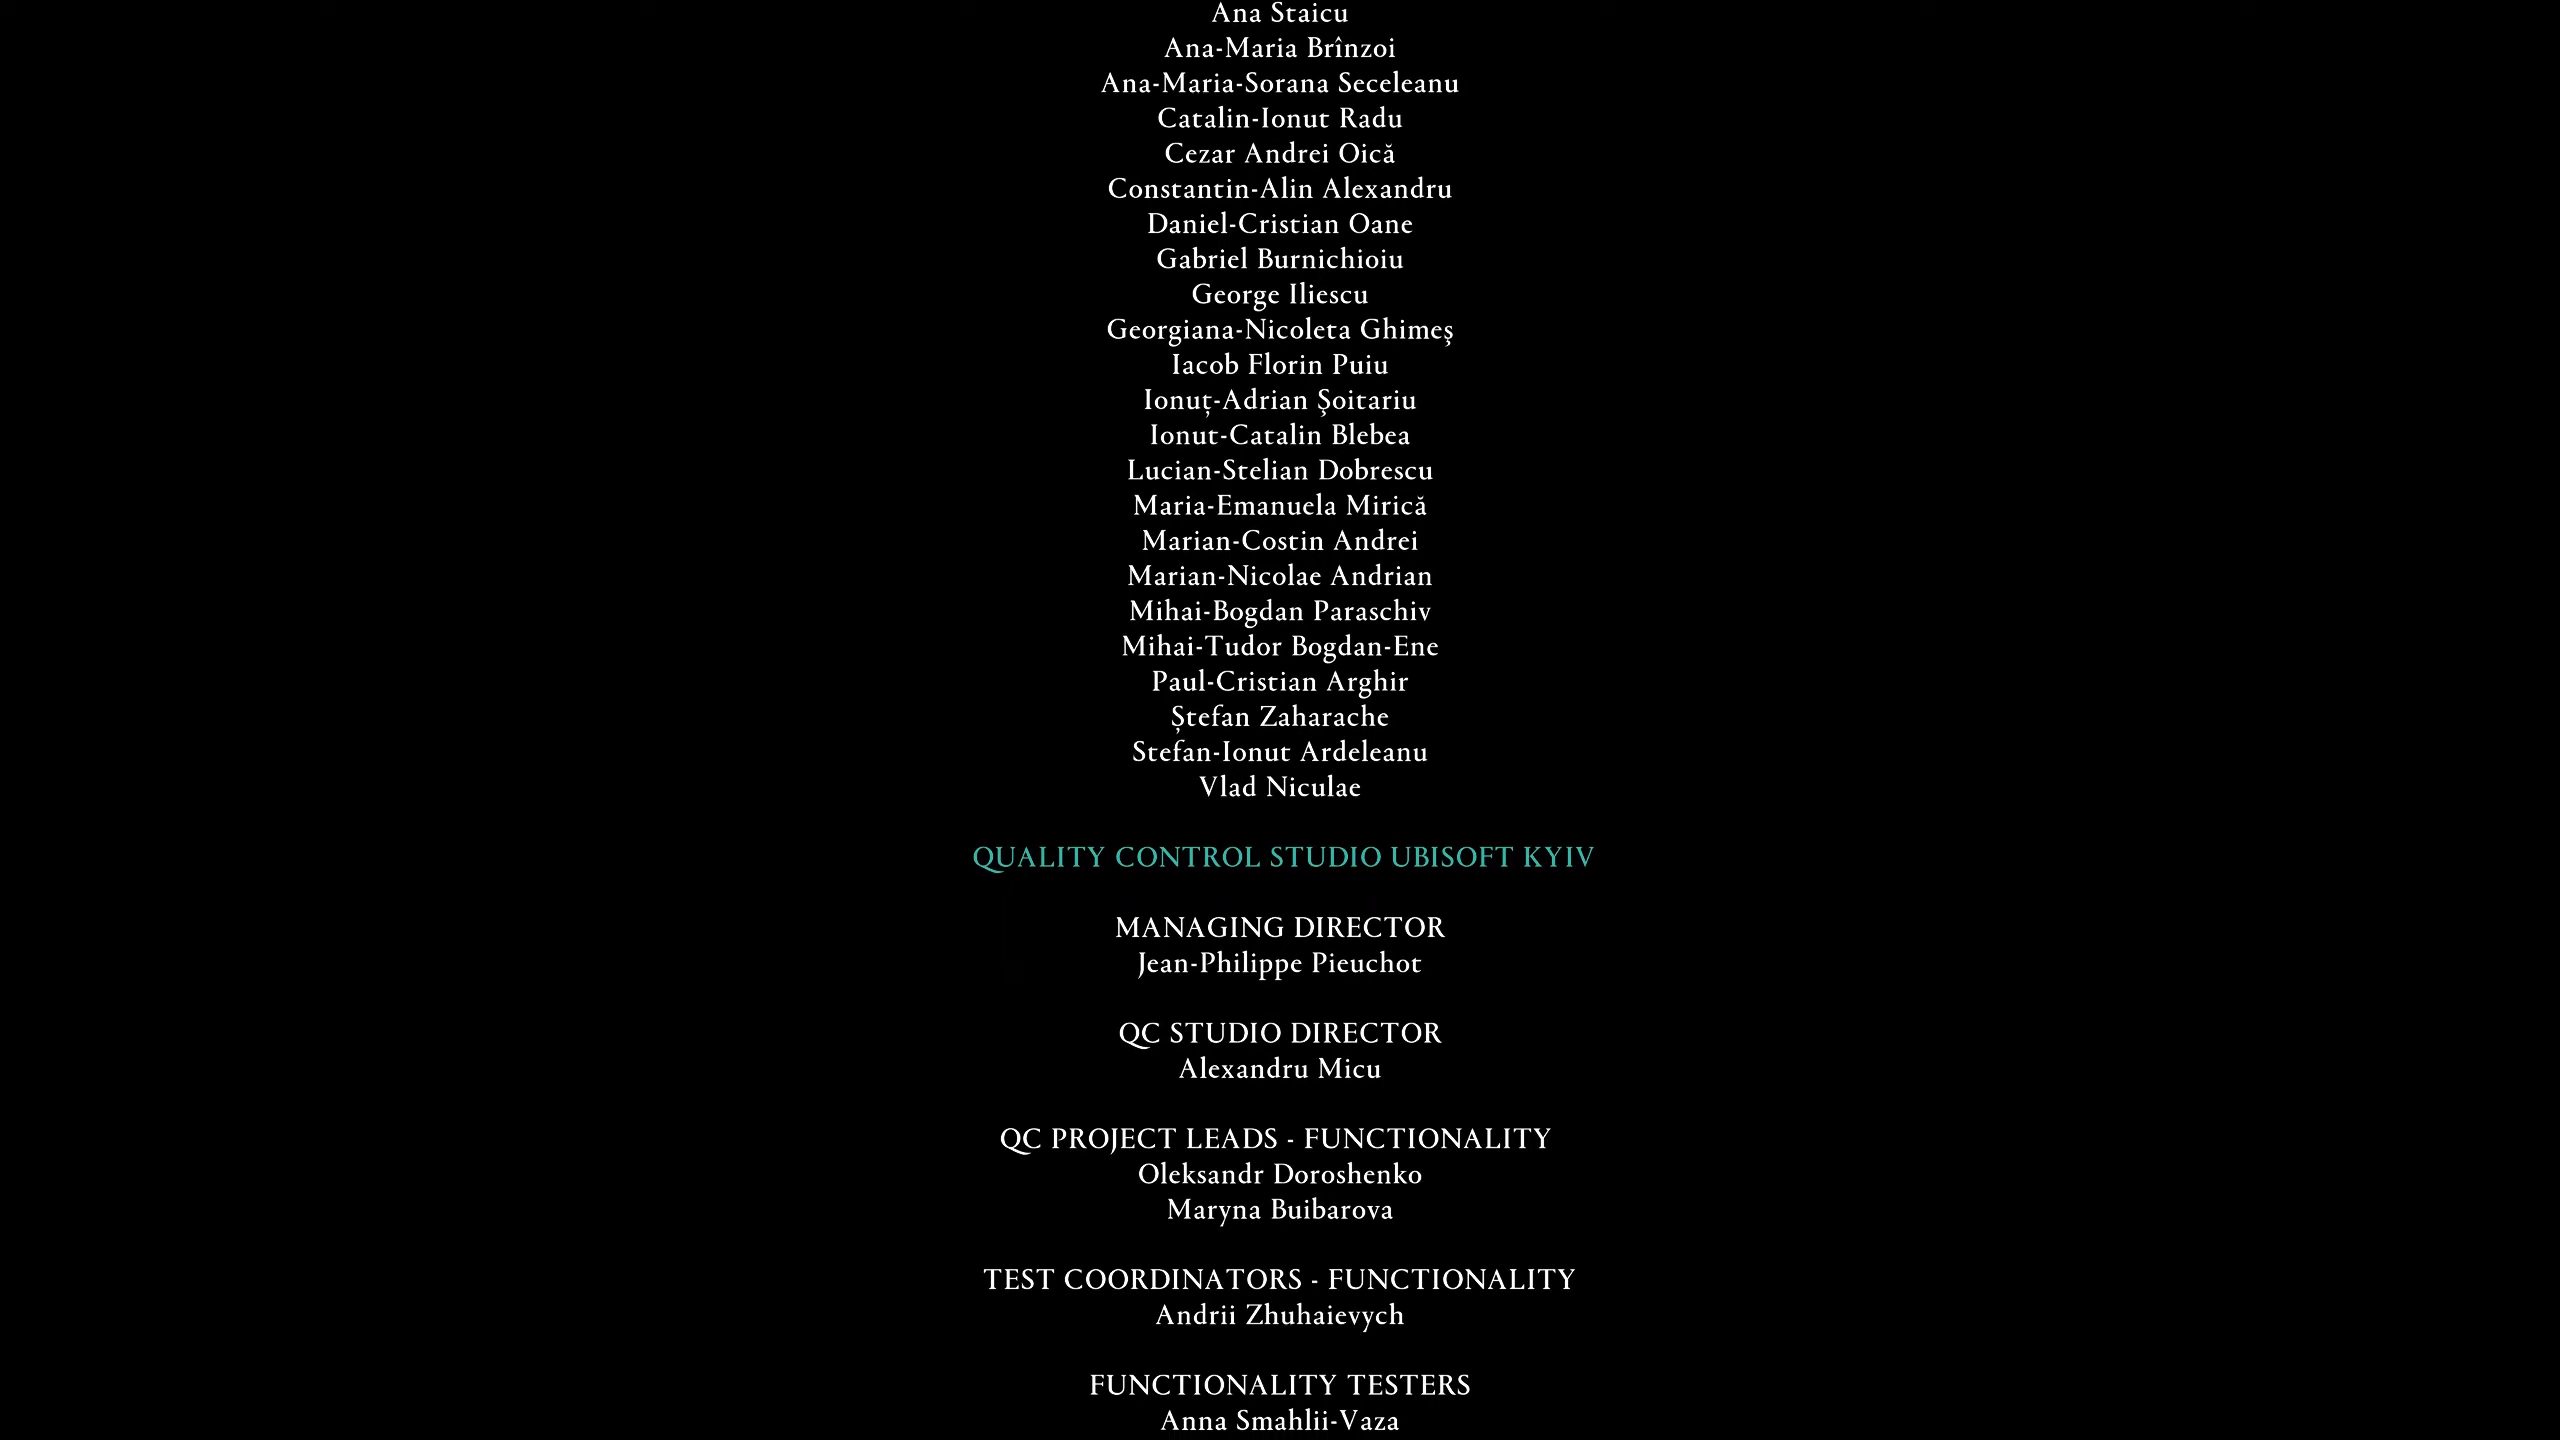 Ana Staicu
Ana-Maria Brînzoi
Ana-Maria-Sorana Seceleanu
Catalin-Ionut Radu
Cezar Andrei Oică
Constantin-Alin Alexandru
Daniel-Cristian Oane
Gabriel Burnichioiu
George Iliescu
Georgiana-Nicoleta Ghimeş
Iacob Florin Puiu
Ionuț-Adrian Şoitariu
Ionut-Catalin Blebea
Lucian-Stelian Dobrescu
Maria-Emanuela Mirică
Marian-Costin Andrei
Marian-Nicolae Andrian
Mihai-Bogdan Paraschiv
Mihai-Tudor Bogdan-Ene
Paul-Cristian Arghir
Ștefan Zaharache
Stefan-Ionut Ardeleanu
Vlad Niculae
QUALITY CONTROL STUDIO UBISOFT KYIV
MANAGING DIRECTOR
Jean-Philippe Pieuchot
QC STUDIO DIRECTOR
Alexandru Micu
QC PROJECT LEADS - FUNCTIONALITY
Oleksandr Doroshenko
Maryna Buibarova
TEST COORDINATORS - FUNCTIONALITY
Andrii Zhuhaievych
FUNCTIONALITY TESTERS
Anna Smahlii-Vaza